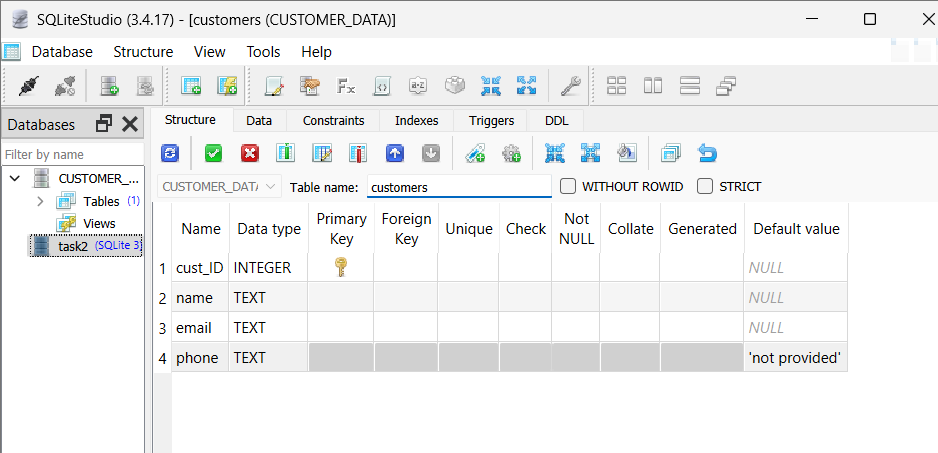 SQLiteStudio (3.4.17) - [customers (CUSTOMER_DATA)]
Database Structure View Tools Help
Databases
Filter by name
CUSTOMER_...
Tables (1)
Views
task2 (SQLite 3)
Structure Data Constraints Indexes Triggers DDL
CUSTOMER_DATA Table name: customers WITHOUT ROWID STRICT
Name Data type Primary Key Foreign Key Unique Check Not NULL Collate Generated Default value
1 cust_ID INTEGER NULL
2 name TEXT NULL
3 email TEXT NULL
4 phone TEXT 'not provided'